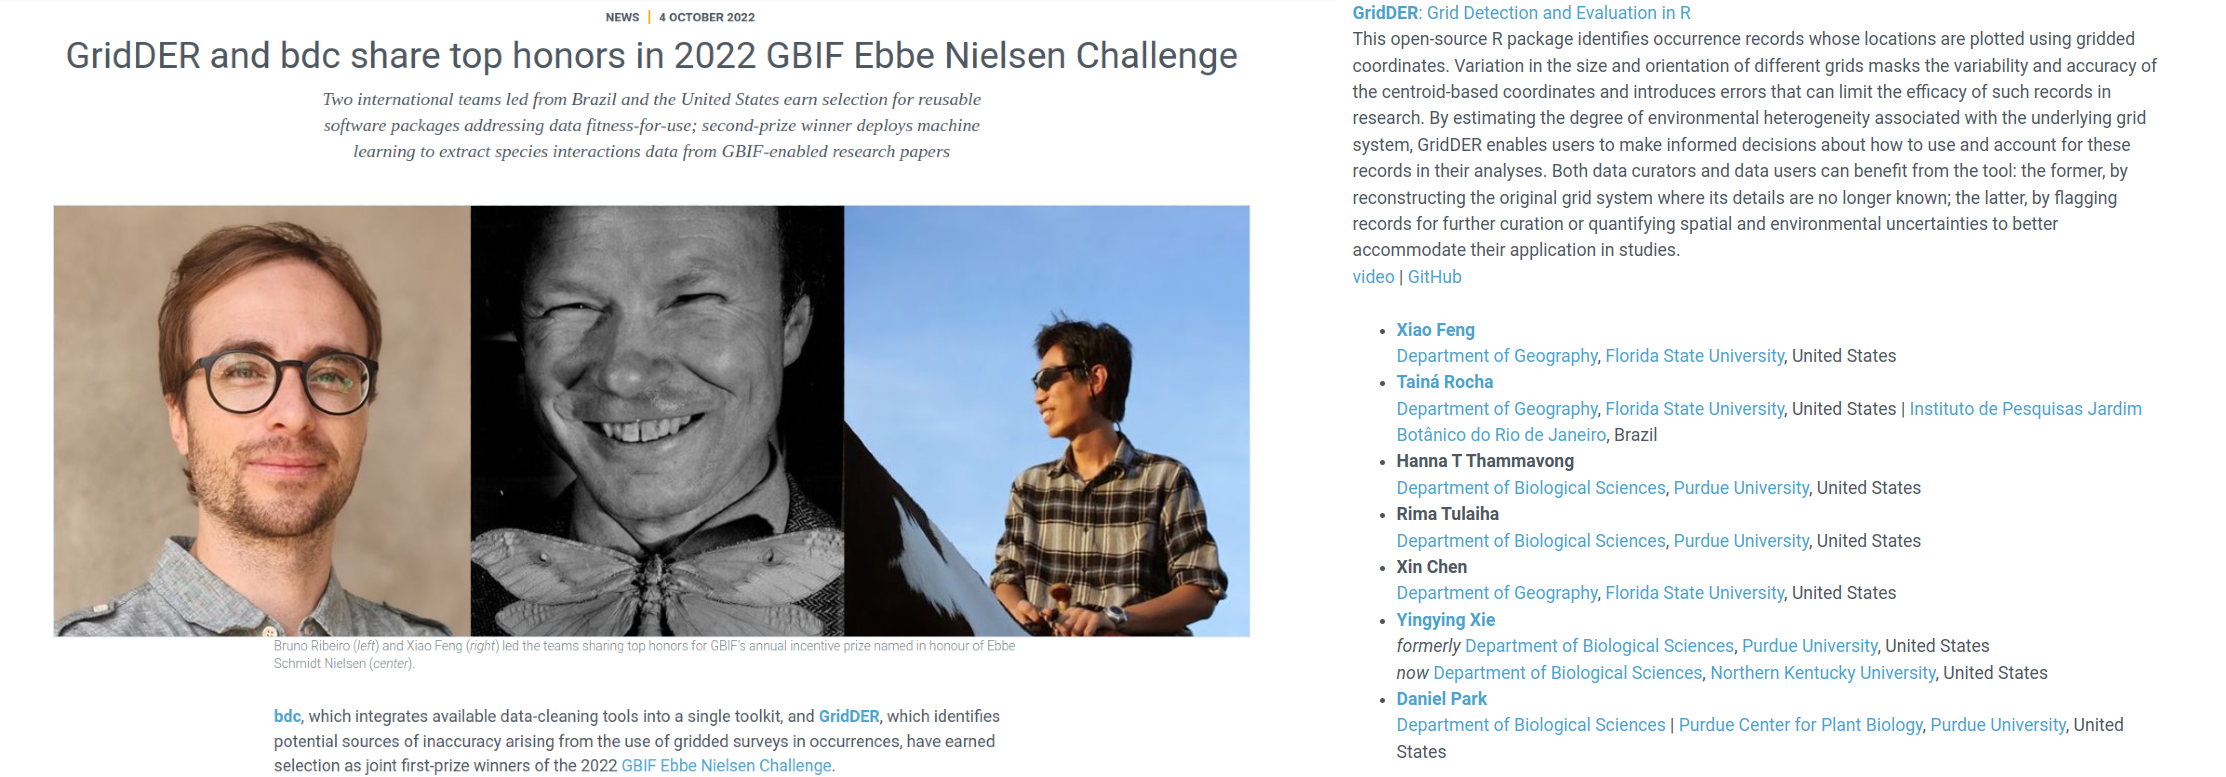 NEWS | 4 OCTOBER 2022
GridDER and bdc share top honors in 2022 GBIF Ebbe Nielsen Challenge
Two international teams led from Brazil and the United States earn selection for reusable
software packages addressing data fitness-for-use; second-prize winner deploys machine
learning to extract species interactions data from GBIF-enabled research papers
Bruno Ribeiro (left) and Xiao Feng (right) led the teams sharing top honors for GBIF's annual incentive prize named in honour of Ebbe
Schmidt Nielsen (center).
bdc, which integrates available data-cleaning tools into a single toolkit, and GridDER, which identifies
potential sources of inaccuracy arising from the use of gridded surveys in occurrences, have earned
selection as joint first-prize winners of the 2022 GBIF Ebbe Nielsen Challenge.
GridDER: Grid Detection and Evaluation in R
This open-source R package identifies occurrence records whose locations are plotted using gridded
coordinates. Variation in the size and orientation of different grids masks the variability and accuracy of
the centroid-based coordinates and introduces errors that can limit the efficacy of such records in
research. By estimating the degree of environmental heterogeneity associated with the underlying grid
system, GridDER enables users to make informed decisions about how to use and account for these
records in their analyses. Both data curators and data users can benefit from the tool: the former, by
reconstructing the original grid system where its details are no longer known; the latter, by flagging
records for further curation or quantifying spatial and environmental uncertainties to better
accommodate their application in studies.
video | GitHub
• Xiao Feng
Department of Geography, Florida State University, United States
• Tainá Rocha
Department of Geography, Florida State University, United States | Instituto de Pesquisas Jardim
Botânico do Rio de Janeiro, Brazil
• Hanna T Thammavong
Department of Biological Sciences, Purdue University, United States
• Rima Tulaiha
Department of Biological Sciences, Purdue University, United States
• Xin Chen
Department of Geography, Florida State University, United States
• Yingying Xie
formerly Department of Biological Sciences, Purdue University, United States
now Department of Biological Sciences, Northern Kentucky University, United States
• Daniel Park
Department of Biological Sciences | Purdue Center for Plant Biology, Purdue University, United
States